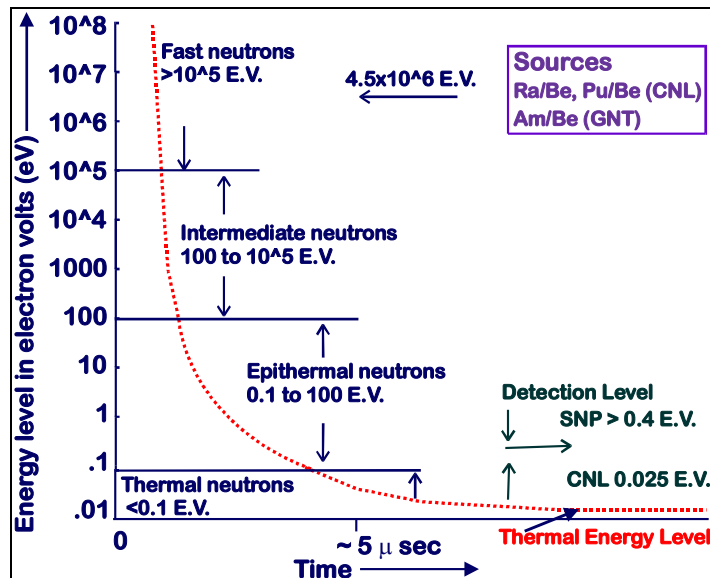 Energy level in electron volts (eV)
10^8
10^7
10^6
10^5
10^4
1000
100
10
1
.1
.01
Fast neutrons
>10^5 E.V.
4.5x10^6 E.V.
Sources
Ra/Be, Pu/Be (CNL)
Am/Be (GNT)
Intermediate neutrons
100 to 10^5 E.V.
Epithermal neutrons
0.1 to 100 E.V.
Detection Level
SNP > 0.4 E.V.
CNL 0.025 E.V.
Thermal neutrons
<0.1 E.V.
Thermal Energy Level
0
~ 5 μ sec
Time